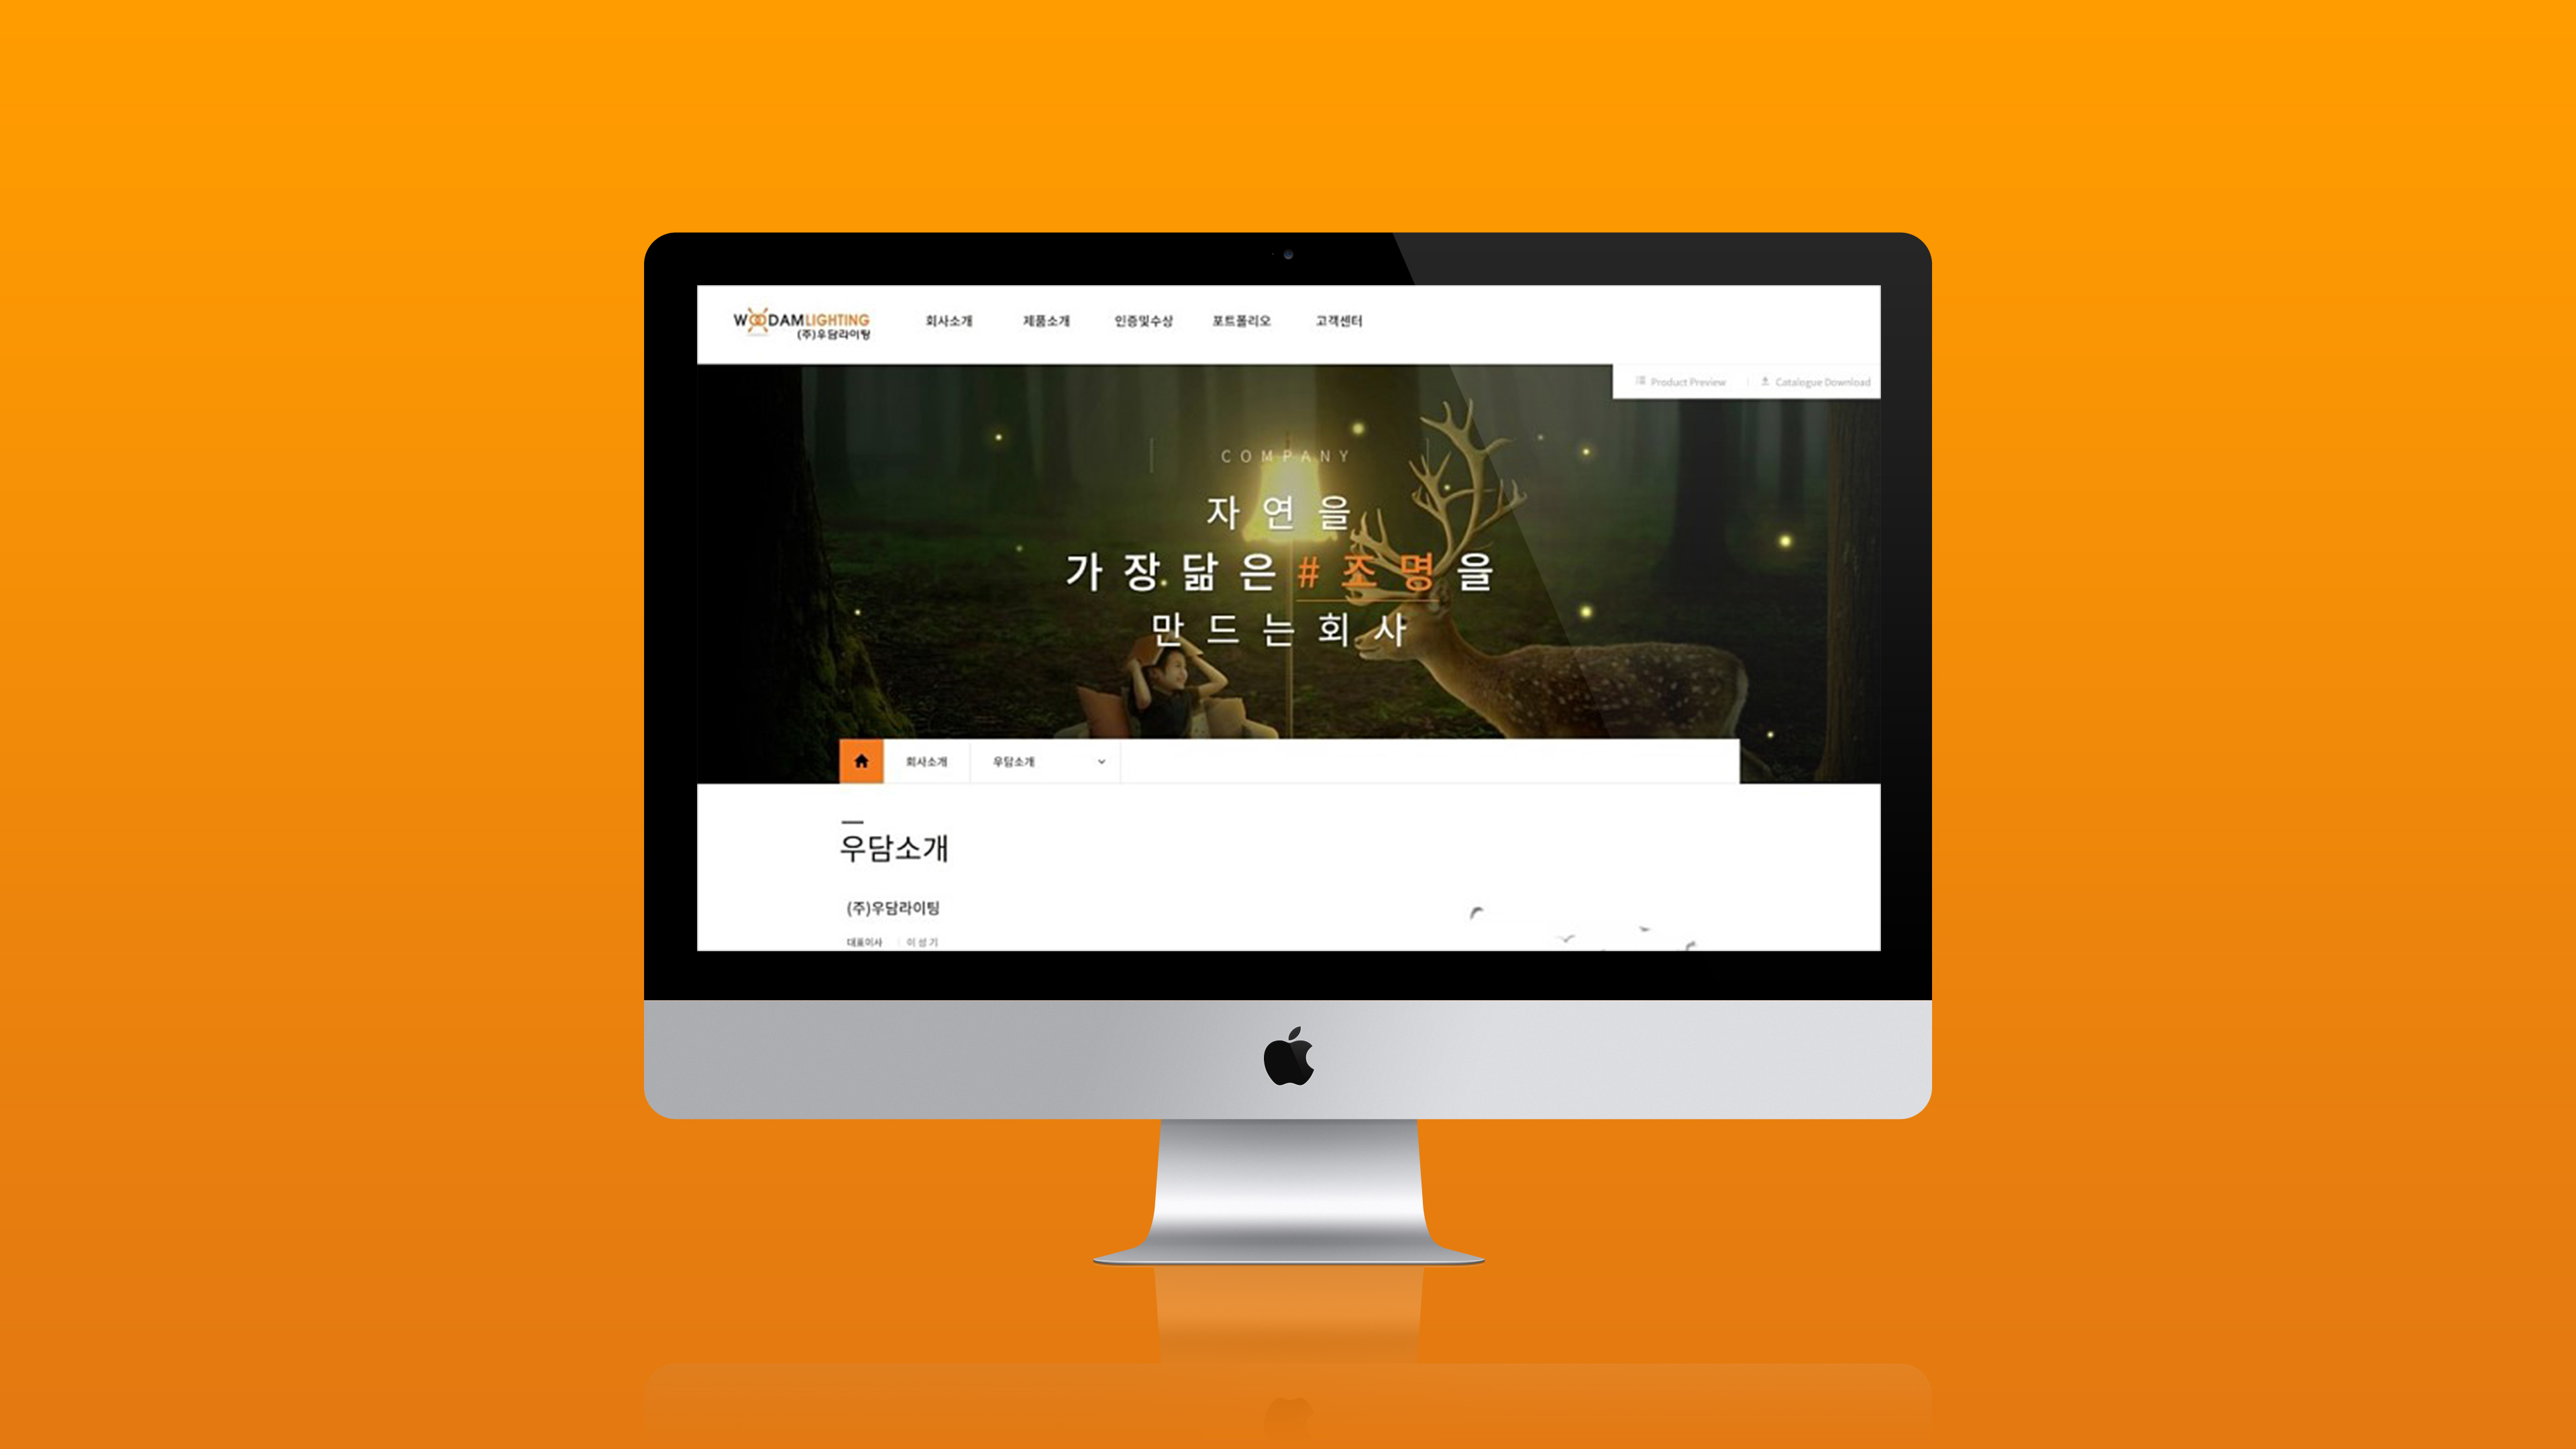 WOODAMLIGHTING
(주)우담라이팅
회사소개 제품소개 인증및수상 포트폴리오 고객센터
Product Preview | Catalogue Download
COMPANY
자연을
가장닮은#조명을
만드는회사
회사소개 우담소개
우담소개
(주)우담라이팅
대표이사 | 이성기